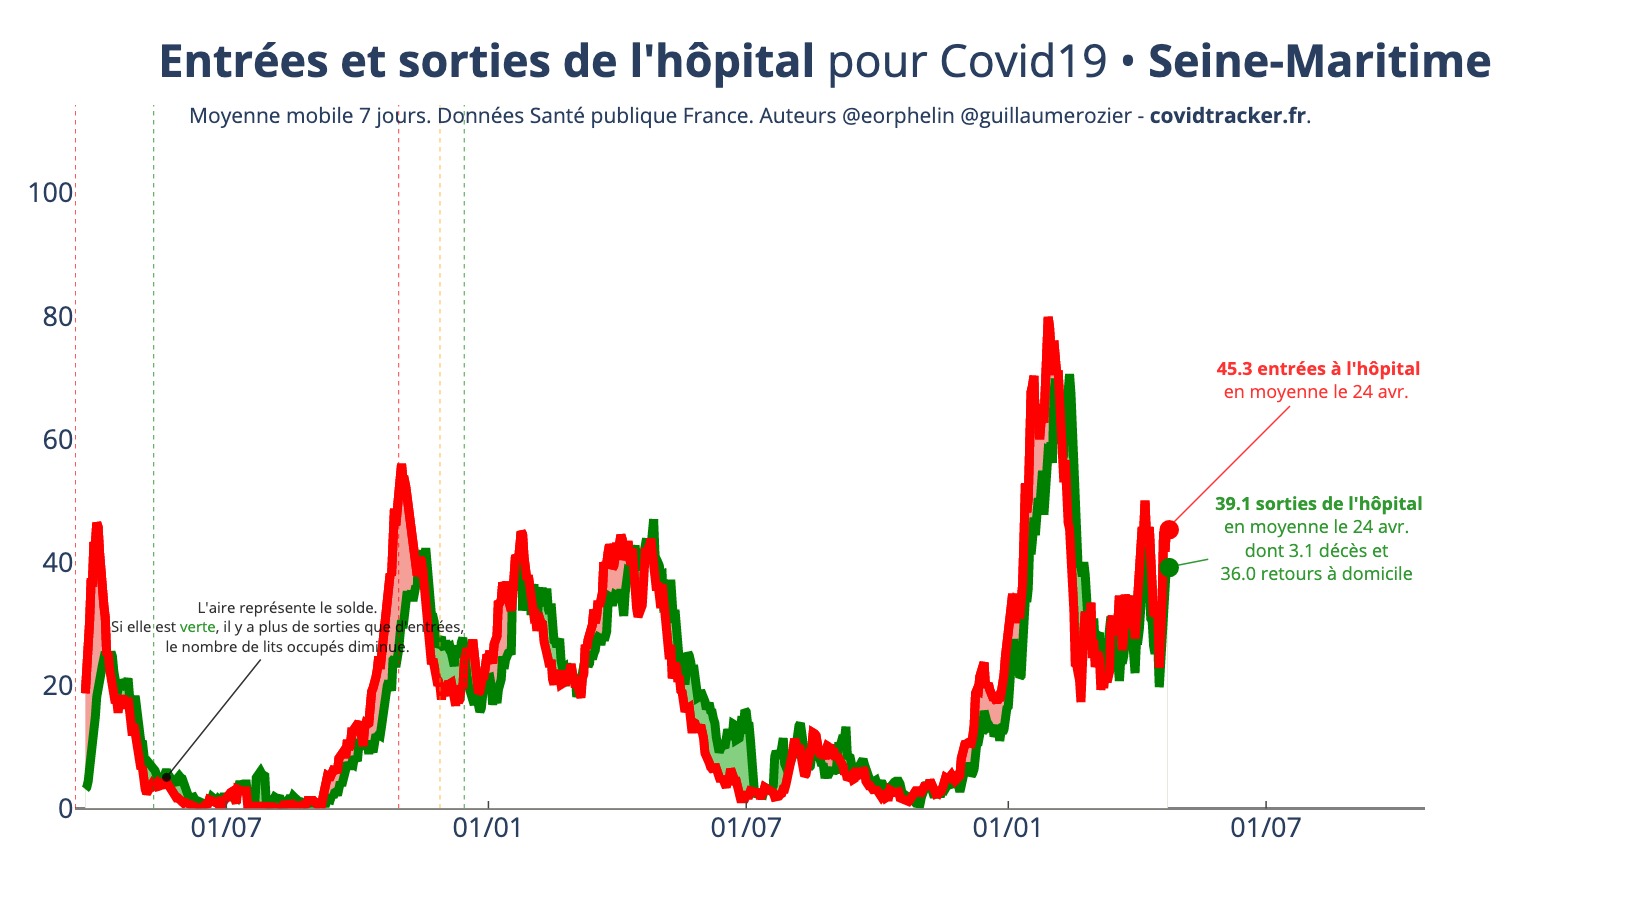 Entrées et sorties de l'hôpital pour Covid19 • Seine-Maritime
Moyenne mobile 7 jours. Données Santé publique France. Auteurs @eorphelin @guillaumerozier - covidtracker.fr.
100
80
60
40
20
0
45.3 entrées à l'hôpital
en moyenne le 24 avr.
39.1 sorties de l'hôpital
en moyenne le 24 avr.
dont 3.1 décès et
36.0 retours à domicile
L'aire représente le solde.
Si elle est verte, il y a plus de sorties que d'entrées,
le nombre de lits occupés diminue.
01/07
01/01
01/07
01/01
01/07